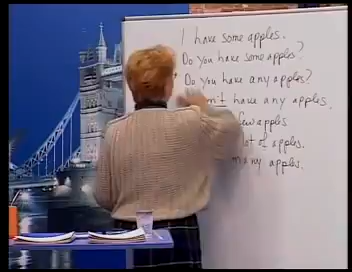 I have some apples.
Do you have some apples?
Do you have any apples?
n't have any apples.
few apples
lot of apples.
many apples.